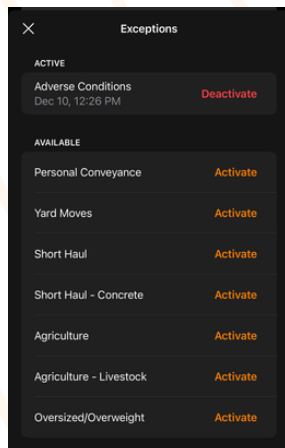 Exceptions
ACTIVE
Adverse Conditions
Dec 10, 12:26 PM
Deactivate
AVAILABLE
Personal Conveyance
Activate
Yard Moves
Activate
Short Haul
Activate
Short Haul - Concrete
Activate
Agriculture
Activate
Agriculture - Livestock
Activate
Oversized/Overweight
Activate